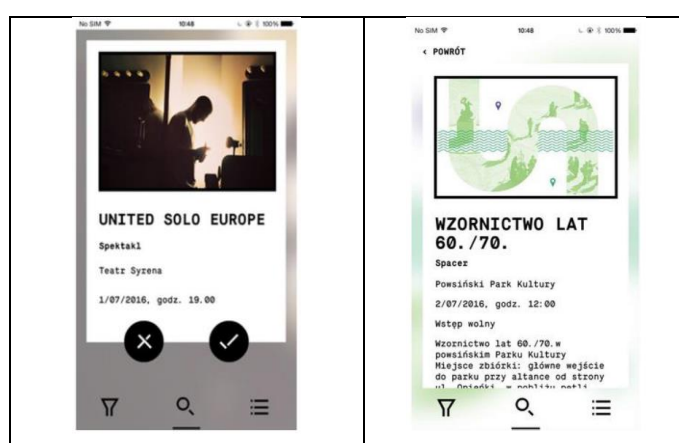 No SIM 10:48 100%
UNITED SOLO EUROPE
Spektakl
Teatr Syrena
1/07/2016, godz. 19.00
No SIM 10:48 100%
‹ POWRÓT
WZORNICTWO LAT
60./70.
Spacer
Powsiński Park Kultury
2/07/2016, godz. 12:00
Wstęp wolny
Wzornictwo lat 60./70.w
powsińskim Parku Kultury
Miejsce zbiórki: główne wejście
do parku przy altance od strony
ul. w pobliżu